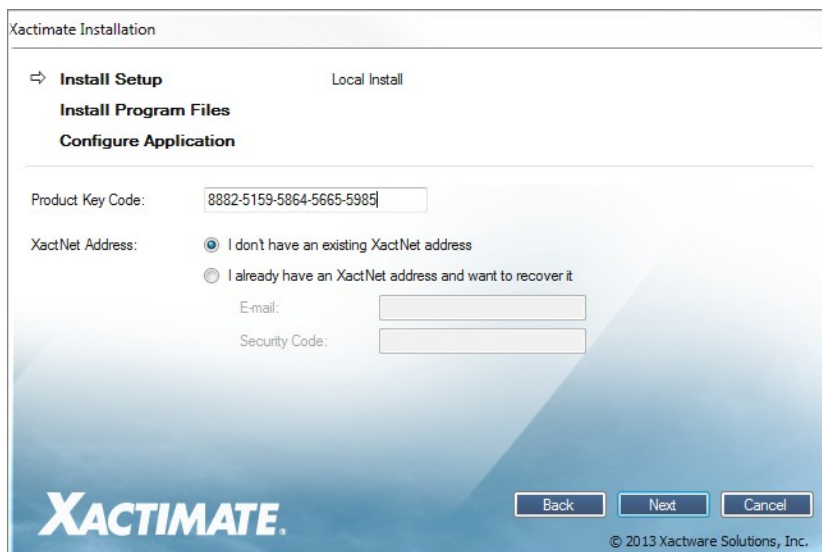 Xactimate Installation
⇨ Install Setup Local Install
Install Program Files
Configure Application
Product Key Code: 8882-5159-5864-5665-5985
XactNet Address: I don't have an existing XactNet address
I already have an XactNet address and want to recover it
E-mail:
Security Code:
XACTIMATE.
Back Next Cancel
© 2013 Xactware Solutions, Inc.